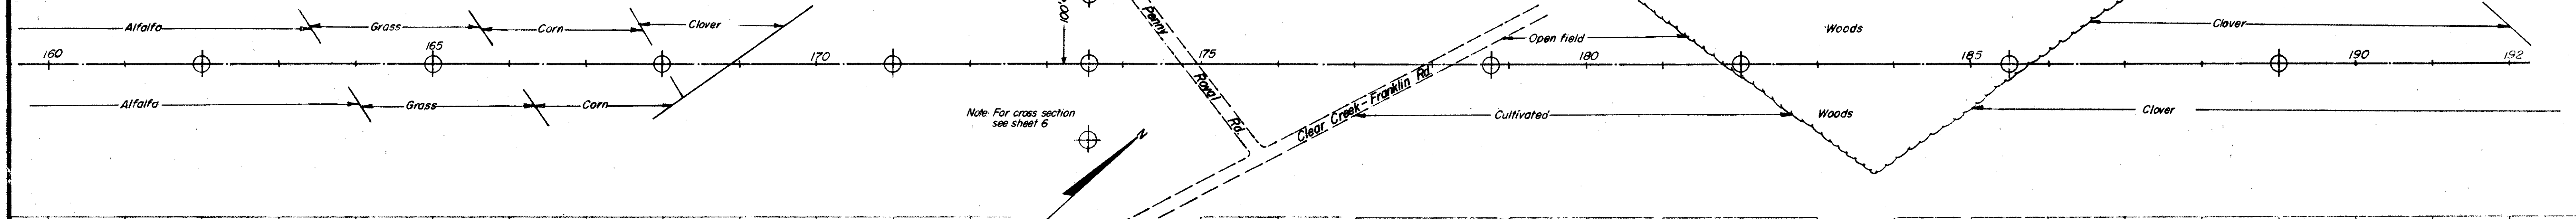 Alfalfa Grass Corn Clover
Woods
Clover
Open field
100'
Penny
Royal
Rd
160 165 170 175 180 185 190 192
Clear Creek-Franklin Rd
Alfalfa Grass Corn
Note: For cross section
see sheet 6
Cultivated
Woods
Clover
N